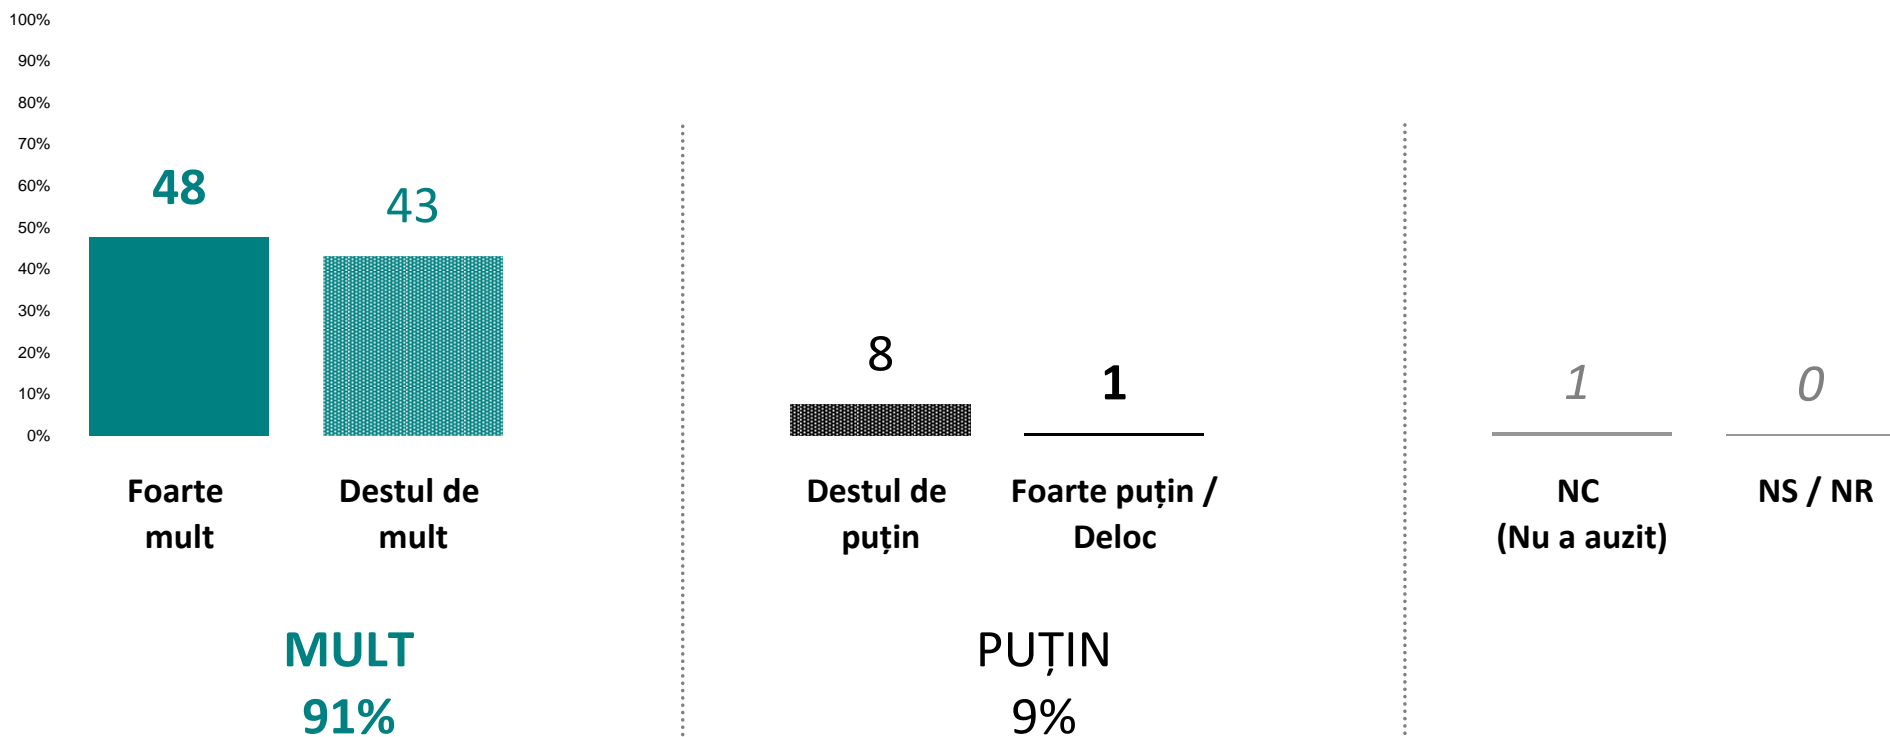 100%
90%
80%
70%
60%
50%
40%
30%
20%
10%
0%
48
43
8
1
1
0
Foarte
mult
Destul de
mult
Destul de
puțin
Foarte puțin /
Deloc
NC
(Nu a auzit)
NS / NR
MULT
91%
PUȚIN
9%